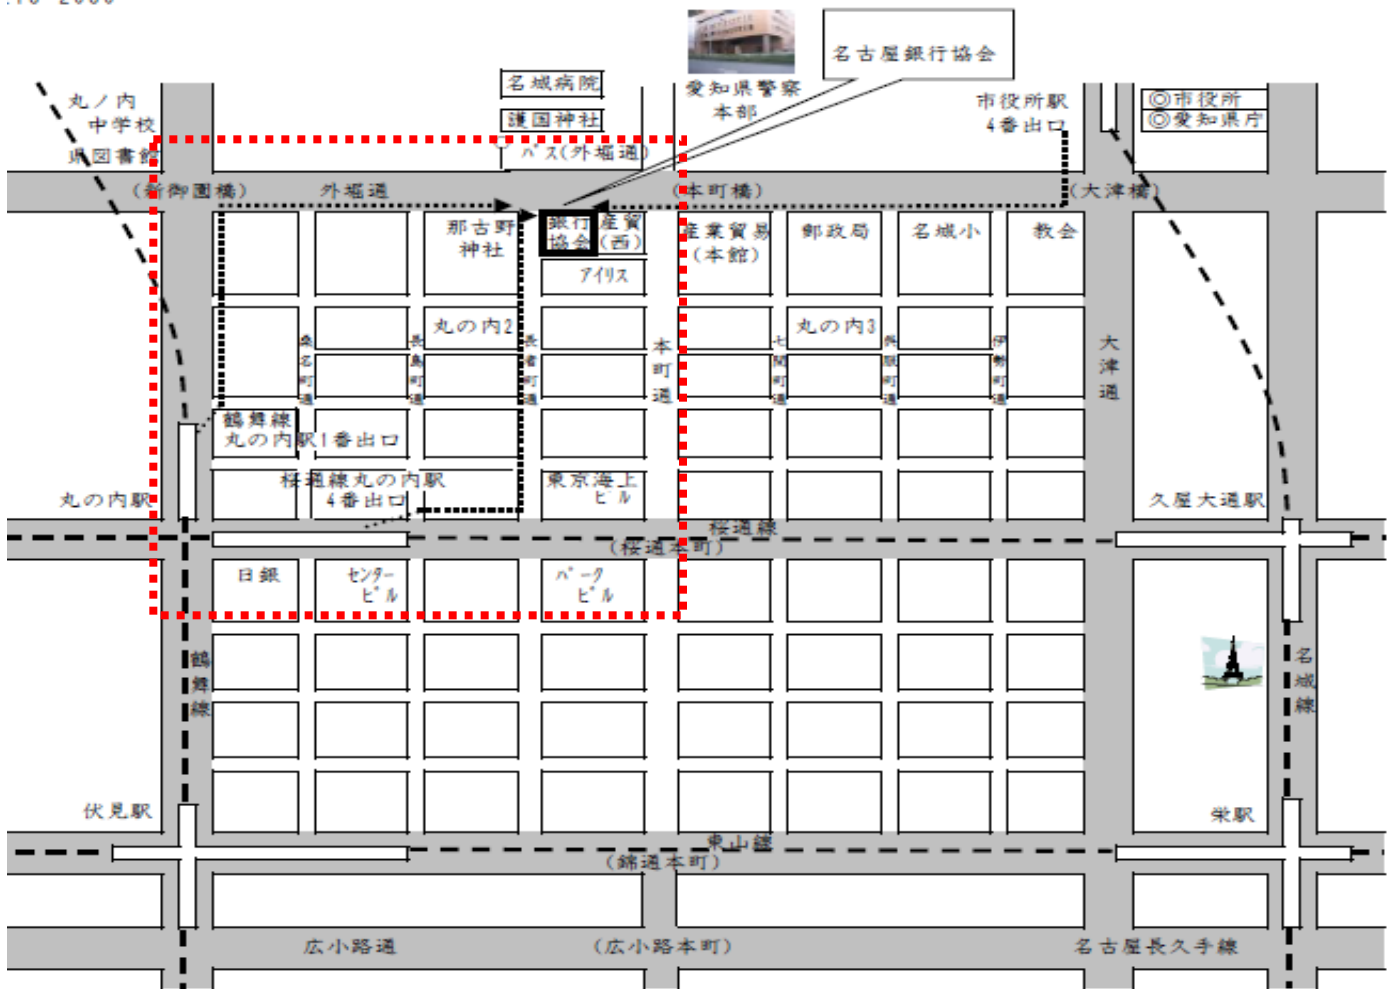 名古屋銀行協会
名城病院
護国神社
バス(外堀通)
愛知県警察
本部
市役所駅
4番出口
◎市役所
◎愛知県庁
丸ノ内
中学校
県図書館
(新御園橋)
外堀通
(本町橋)
(大津橋)
那古野
神社
銀行
協会
産貿
(西)
産業貿易
(本館)
郵政局
名城小
教会
アイリス
丸の内2
丸の内3
桑名町通
長島町通
長者町通
本町通
七間町通
呉服町通
伊勢町通
大津通
鶴舞線
丸の内駅1番出口
桜通線丸の内駅
4番出口
東京海上
ビル
丸の内駅
久屋大通駅
桜通線
(桜通本町)
日銀
センター
ビル
パーク
ビル
鶴舞線
名城線
伏見駅
栄駅
東山線
(錦通本町)
広小路通
(広小路本町)
名古屋長久手線